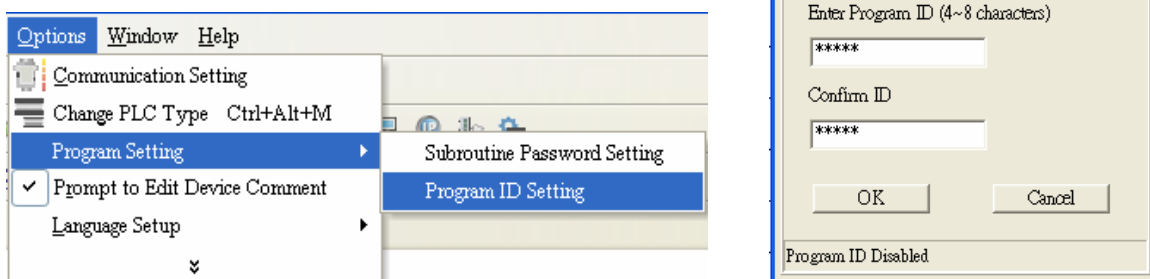 Options Window Help
Communication Setting
Change PLC Type Ctrl+Alt+M
Program Setting
Prompt to Edit Device Comment
Language Setup
Subroutine Password Setting
Program ID Setting
Enter Program ID (4~8 characters)
*****
Confirm ID
*****
OK Cancel
Program ID Disabled